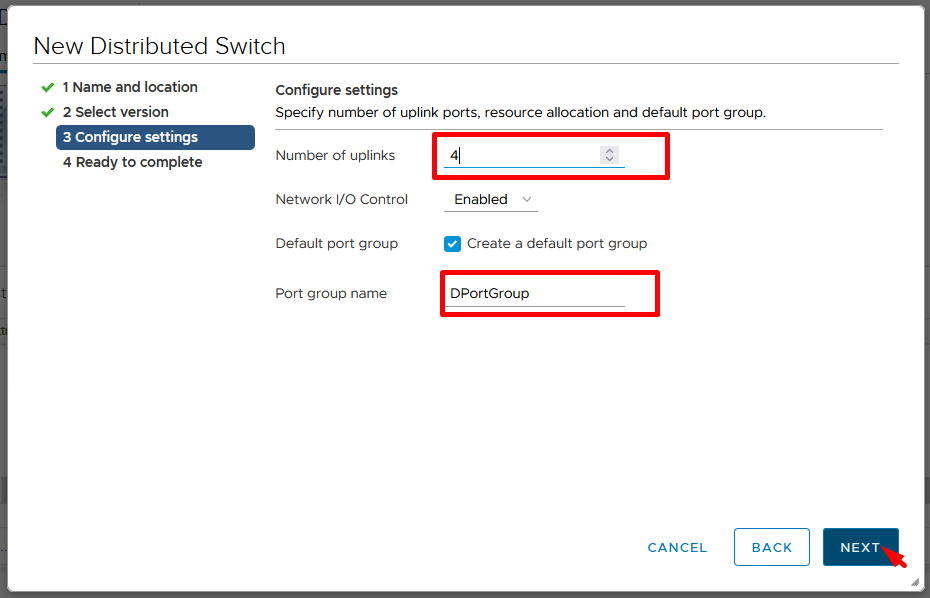 New Distributed Switch
1 Name and location
2 Select version
3 Configure settings
4 Ready to complete
Configure settings
Specify number of uplink ports, resource allocation and default port group.
Number of uplinks 4
Network I/O Control Enabled
Default port group Create a default port group
Port group name DPortGroup
CANCEL BACK NEXT